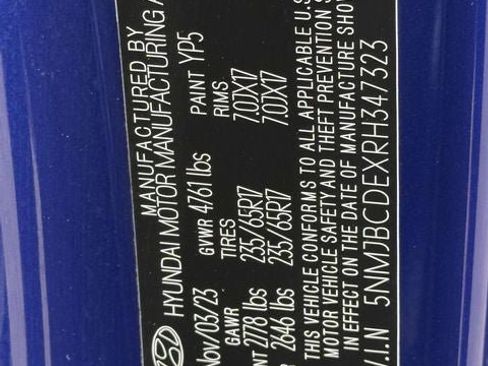 MANUFACTURED BY
HYUNDAI MOTOR MANUFACTURING A
Nov/03/23 GVWR 4761 lbs PAINT YP5
GAWR TIRES RIMS
NT 2778 lbs 235/65R17 7.0JX17
2646 lbs 235/65R17 7.0JX17
THIS VEHICLE CONFORMS TO ALL APPLICABLE U.S
MOTOR VEHICLE SAFETY AND THEFT PREVENTION S
IN EFFECT ON THE DATE OF MANUFACTURE SHOW
V.I.N 5NMJBCDEXRH347323